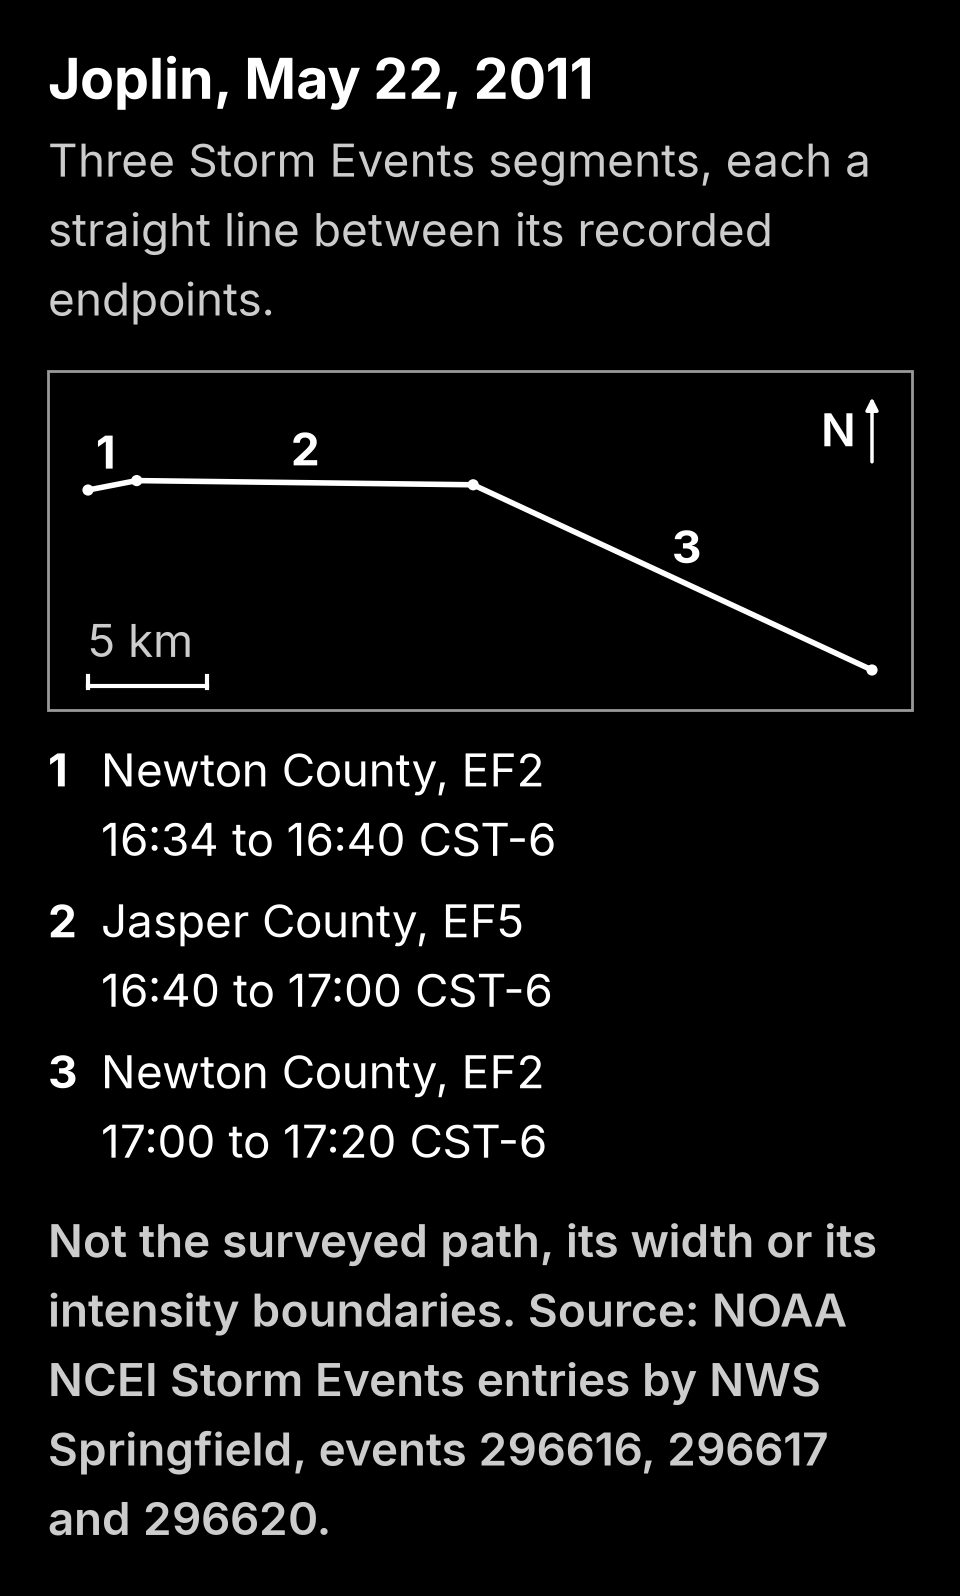 Joplin, May 22, 2011
Three Storm Events segments, each a
straight line between its recorded
endpoints.
N
1
2
3
5 km
1 Newton County, EF2
16:34 to 16:40 CST-6
2 Jasper County, EF5
16:40 to 17:00 CST-6
3 Newton County, EF2
17:00 to 17:20 CST-6
Not the surveyed path, its width or its
intensity boundaries. Source: NOAA
NCEI Storm Events entries by NWS
Springfield, events 296616, 296617
and 296620.